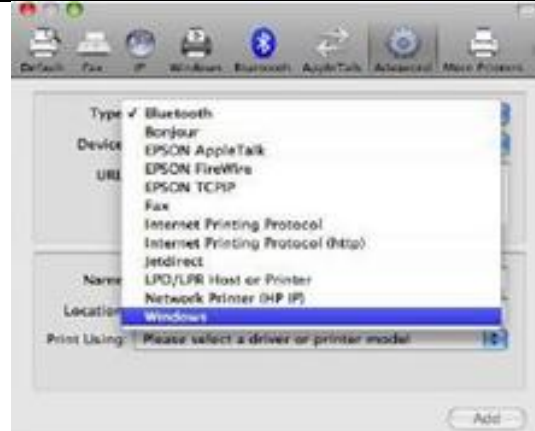 Default Fax IP Windows Bluetooth AppleTalk Advanced More Printers
Type ✓ Bluetooth
Bonjour
Device
EPSON AppleTalk
EPSON FireWire
URI
EPSON TCPIP
Fax
Internet Printing Protocol
Internet Printing Protocol (http)
Jetdirect
Name
LPD/LPR Host or Printer
Network Printer (HP IP)
Location
Windows
Print Using: Please select a driver or printer model
Add